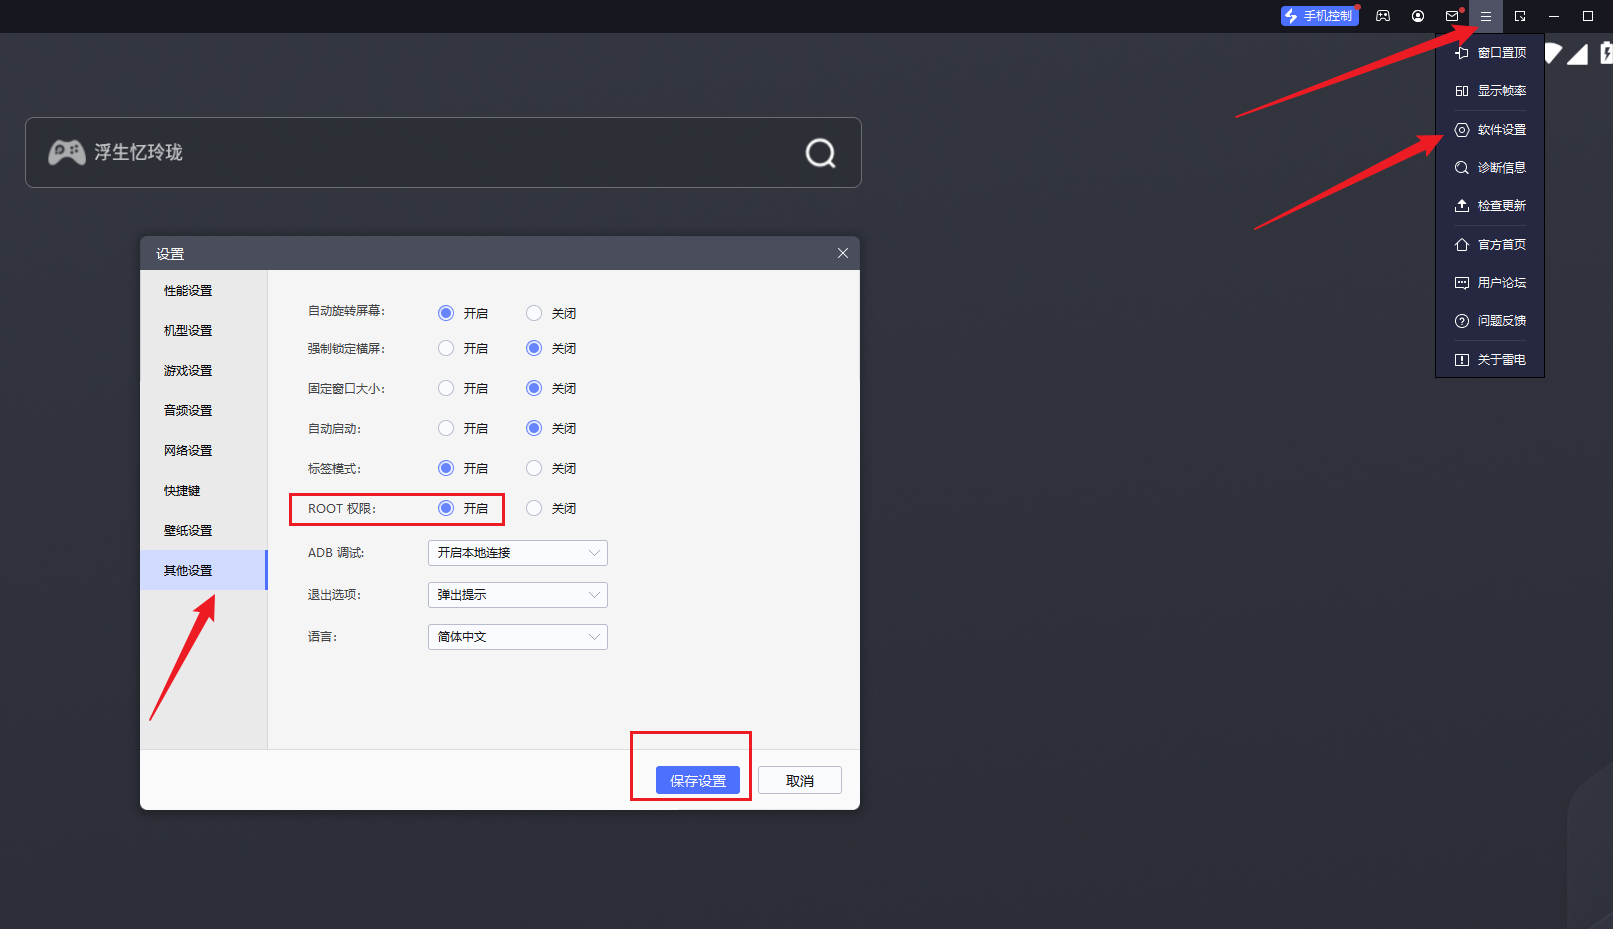 手机控制
窗口置顶
60 显示帧率
软件设置
诊断信息
检查更新
官方首页
用户论坛
问题反馈
关于雷电
浮生忆玲珑
设置
性能设置
机型设置
游戏设置
音频设置
网络设置
快捷键
壁纸设置
其他设置
自动旋转屏幕: 开启 关闭
强制锁定横屏: 开启 关闭
固定窗口大小: 开启 关闭
自动启动: 开启 关闭
标签模式: 开启 关闭
ROOT 权限: 开启 关闭
ADB 调试: 开启本地连接
退出选项: 弹出提示
语言: 简体中文
保存设置 取消